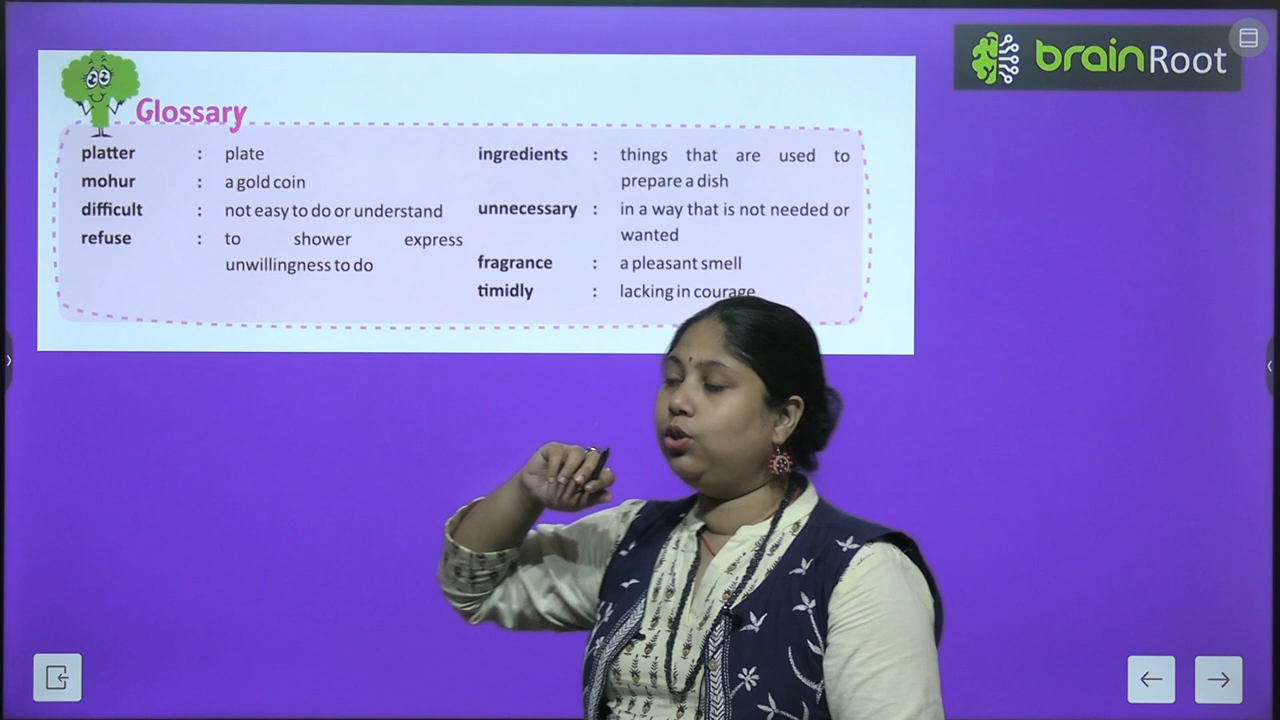 brainRoot
Glossary
platter : plate
mohur : a gold coin
difficult : not easy to do or understand
refuse : to shower express
unwillingness to do
ingredients : things that are used to
prepare a dish
unnecessary : in a way that is not needed or
wanted
fragrance : a pleasant smell
timidly : lacking in courage